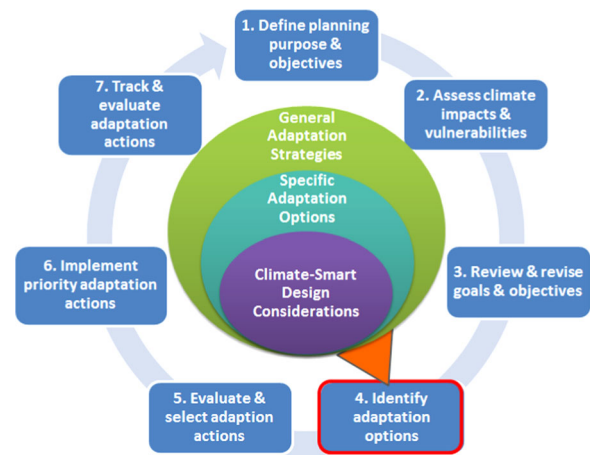 1. Define planning
purpose &
objectives
2. Assess climate
impacts &
vulnerabilities
3. Review & revise
goals & objectives
4. Identify
adaptation
options
5. Evaluate &
select adaption
actions
6. Implement
priority adaptation
actions
7. Track &
evaluate
adaptation
actions
General
Adaptation
Strategies
Specific
Adaptation
Options
Climate-Smart
Design
Considerations